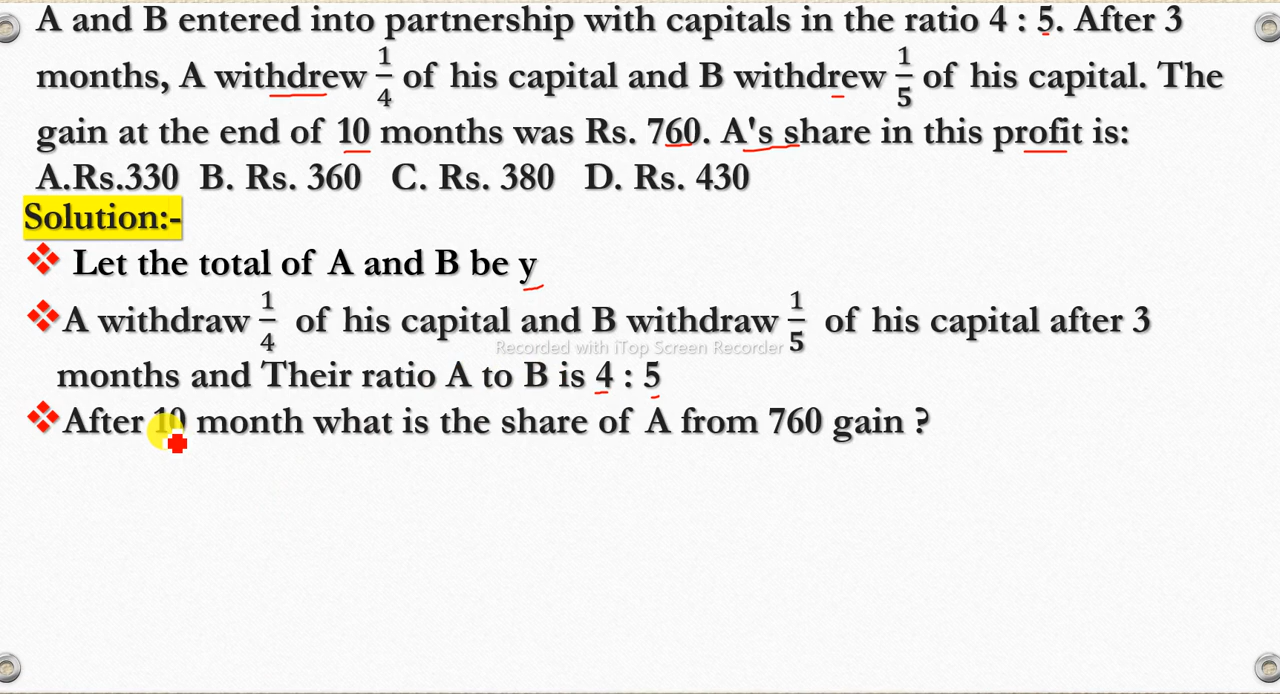 A and B entered into partnership with capitals in the ratio 4 : 5. After 3
months, A withdrew 1/4 of his capital and B withdrew 1/5 of his capital. The
gain at the end of 10 months was Rs. 760. A's share in this profit is:
A.Rs.330 B. Rs. 360 C. Rs. 380 D. Rs. 430
Solution:-
❖ Let the total of A and B be y
❖A withdraw 1/4 of his capital and B withdraw 1/5 of his capital after 3
Recorded with iTop Screen Recorder
months and Their ratio A to B is 4 : 5
❖After 10 month what is the share of A from 760 gain ?